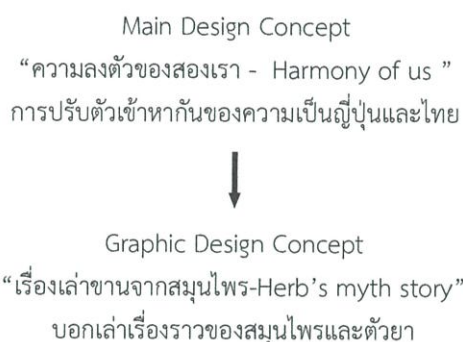 Main Design Concept
“ความลงตัวของสองเรา - Harmony of us ”
การปรับตัวเข้าหากันของความเป็นญี่ปุ่นและไทย
Graphic Design Concept
“เรื่องเล่าขานจากสมุนไพร-Herb’s myth story”
บอกเล่าเรื่องราวของสมุนไพรและตัวยา